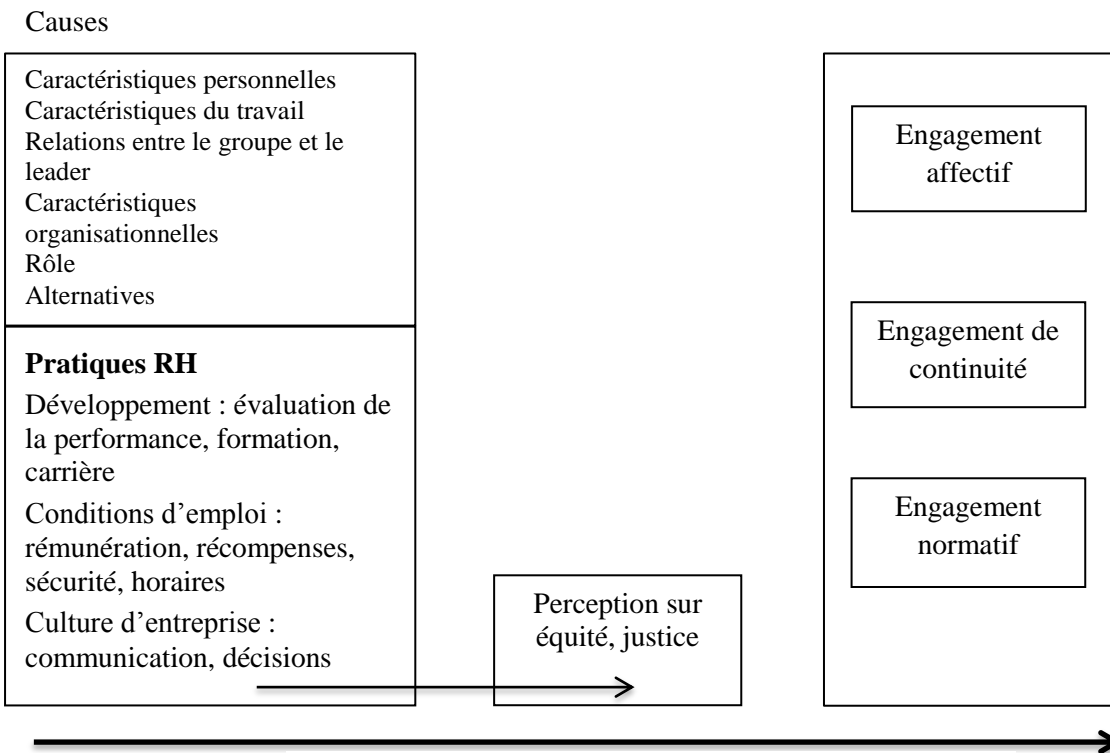 Causes
Caractéristiques personnelles
Caractéristiques du travail
Relations entre le groupe et le
leader
Caractéristiques
organisationnelles
Rôle
Alternatives
Pratiques RH
Développement : évaluation de
la performance, formation,
carrière
Conditions d’emploi :
rémunération, récompenses,
sécurité, horaires
Culture d’entreprise :
communication, décisions
Perception sur
équité, justice
Engagement
affectif
Engagement de
continuité
Engagement
normatif